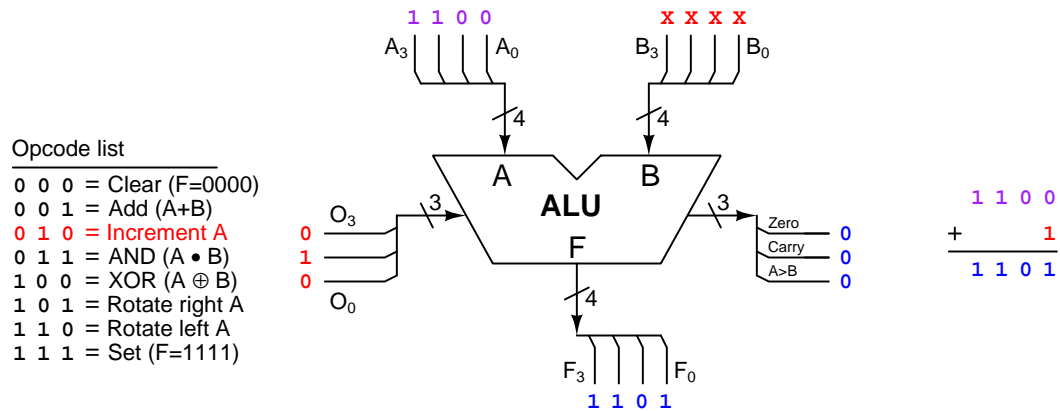 1 1 0 0
X X X X
A3 A0
B3 B0
4
4
Opcode list
0 0 0 = Clear (F=0000)
0 0 1 = Add (A+B)
0 1 0 = Increment A
0 1 1 = AND (A • B)
1 0 0 = XOR (A ⊕ B)
1 0 1 = Rotate right A
1 1 0 = Rotate left A
1 1 1 = Set (F=1111)
O3
0
1
0
O0
3
A B
ALU
F
3
Zero 0
Carry 0
A>B 0
4
F3 F0
1 1 0 1
1 1 0 0
+ 1
1 1 0 1